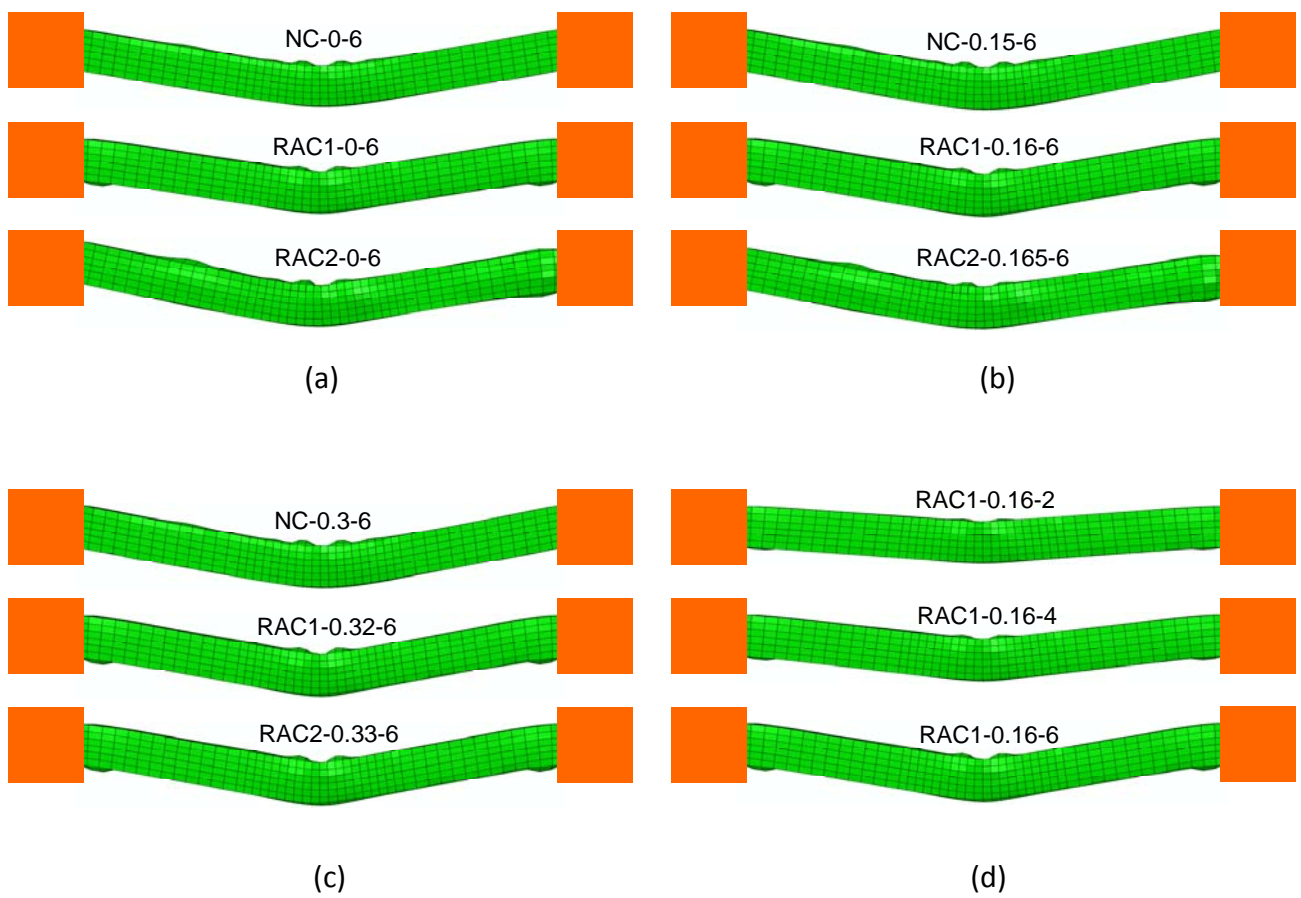 NC-0-6
RAC1-0-6
RAC2-0-6
(a)
NC-0.15-6
RAC1-0.16-6
RAC2-0.165-6
(b)
NC-0.3-6
RAC1-0.32-6
RAC2-0.33-6
(c)
RAC1-0.16-2
RAC1-0.16-4
RAC1-0.16-6
(d)